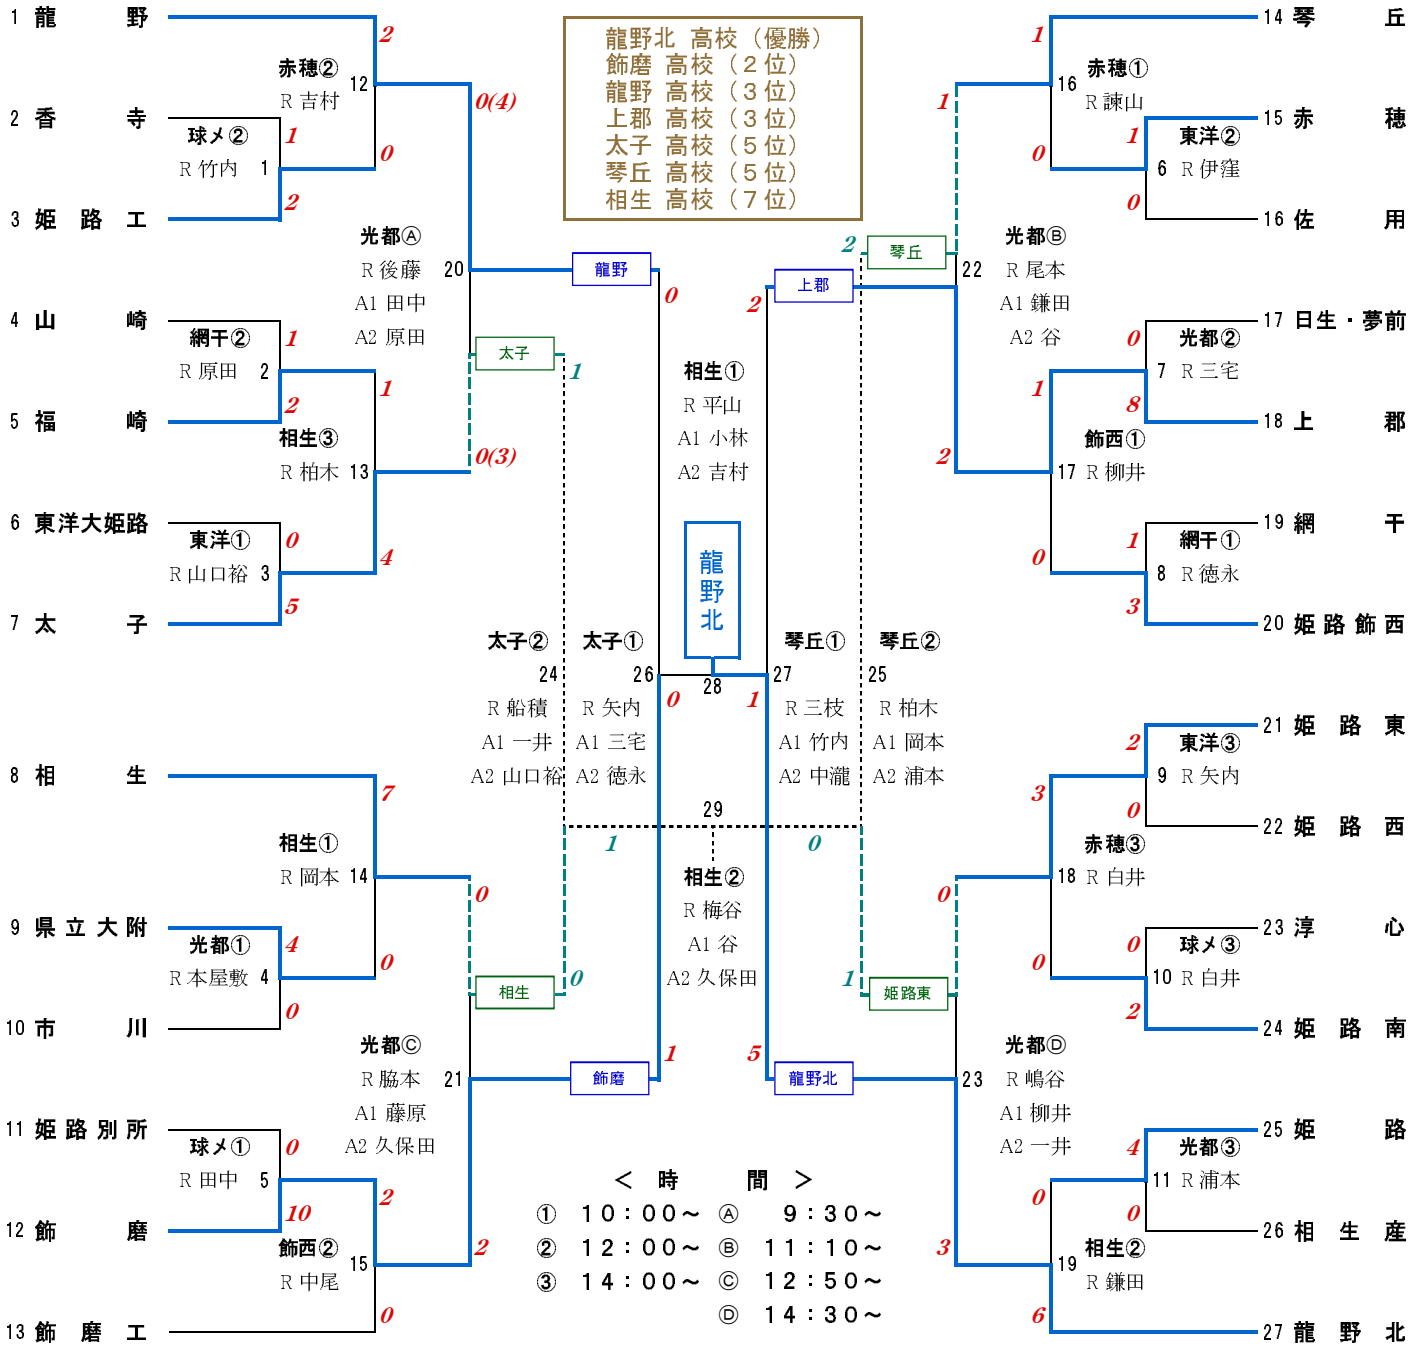 龍野北 高校（優勝）
飾磨 高校（２位）
龍野 高校（３位）
上郡 高校（３位）
太子 高校（５位）
琴丘 高校（５位）
相生 高校（７位）
1 龍野
2
赤穂②
R 吉村 12
0(4)
2 香寺
球メ② 1
R 竹内 1
0
3 姫路工
2
光都Ⓐ
R 後藤 20
A1 田中
A2 原田
龍野
0
4 山崎
網干② 1
R 原田 2
太子
1
5 福崎
2
1
相生③
R 柏木 13
0(3)
6 東洋大姫路
東洋① 0
R 山口裕 3
4
7 太子
5
太子②
24
R 船積
A1 一井
A2 山口裕
太子①
26
R 矢内
A1 三宅
A2 徳永
0
8 相生
7
相生①
R 岡本 14
0
9 県立大附
光都① 4
R 本屋敷 4
0
10 市川
0
相生
0
光都Ⓒ
R 脇本 21
A1 藤原
A2 久保田
飾磨
1
11 姫路別所
球メ① 0
R 田中 5
12 飾磨
10
2
飾西②
R 中尾 15
2
13 飾磨工
0
相生①
R 平山
A1 小林
A2 吉村
龍野北
28
29
1
0
相生②
R 梅谷
A1 谷
A2 久保田
14 琴丘
1
赤穂①
16 R 諫山
1
15 赤穂
1 東洋②
6 R 伊窪
0
16 佐用
0
2
琴丘
光都Ⓑ
22 R 尾本
A1 鎌田
A2 谷
上郡
2
17 日生・夢前
0 光都②
7 R 三宅
18 上郡
8
1
飾西①
17 R 柳井
2
19 網干
1 網干①
8 R 徳永
0
20 姫路飾西
3
琴丘①
27
R 三枝
A1 竹内
A2 中瀧
1
琴丘②
25
R 柏木
A1 岡本
A2 浦本
21 姫路東
2 東洋③
9 R 矢内
3
22 姫路西
0
赤穂③
18 R 白井
0
23 淳心
0 球メ③
10 R 白井
0
24 姫路南
2
1
姫路東
光都Ⓓ
23 R 嶋谷
A1 柳井
A2 一井
龍野北
5
25 姫路
4 光都③
11 R 浦本
0
26 相生産
0
相生②
19 R 鎌田
3
27 龍野北
6
＜ 時 間 ＞
① １０：００～ Ⓐ ９：３０～
② １２：００～ Ⓑ １１：１０～
③ １４：００～ Ⓒ １２：５０～
Ⓓ １４：３０～